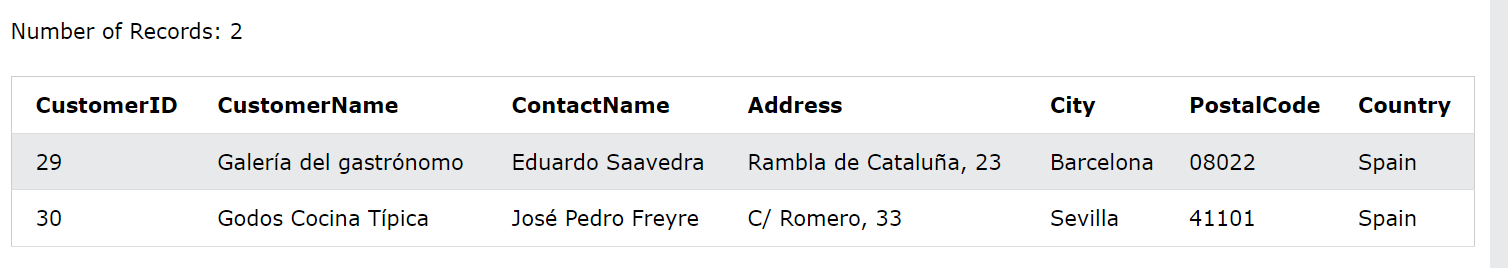 Number of Records: 2
CustomerID CustomerName ContactName Address City PostalCode Country
29 Galería del gastrónomo Eduardo Saavedra Rambla de Cataluña, 23 Barcelona 08022 Spain
30 Godos Cocina Típica José Pedro Freyre C/ Romero, 33 Sevilla 41101 Spain